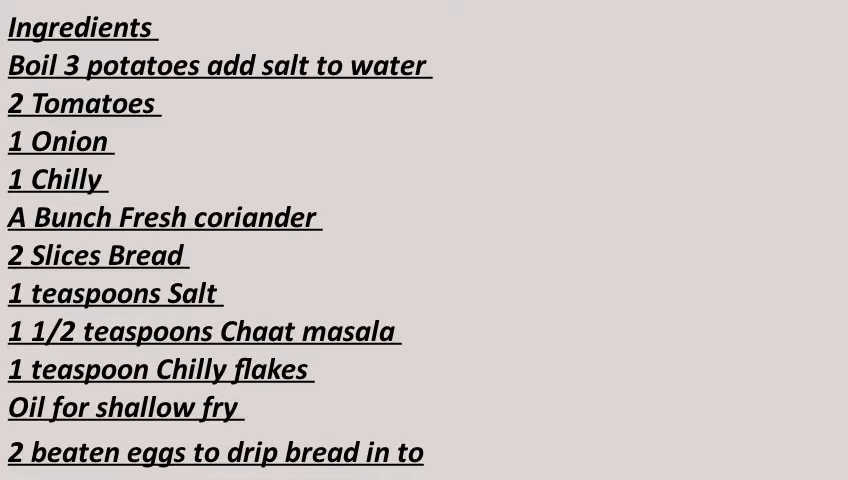 Ingredients
Boil 3 potatoes add salt to water
2 Tomatoes
1 Onion
1 Chilly
A Bunch Fresh coriander
2 Slices Bread
1 teaspoons Salt
1 1/2 teaspoons Chaat masala
1 teaspoon Chilly flakes
Oil for shallow fry
2 beaten eggs to drip bread in to